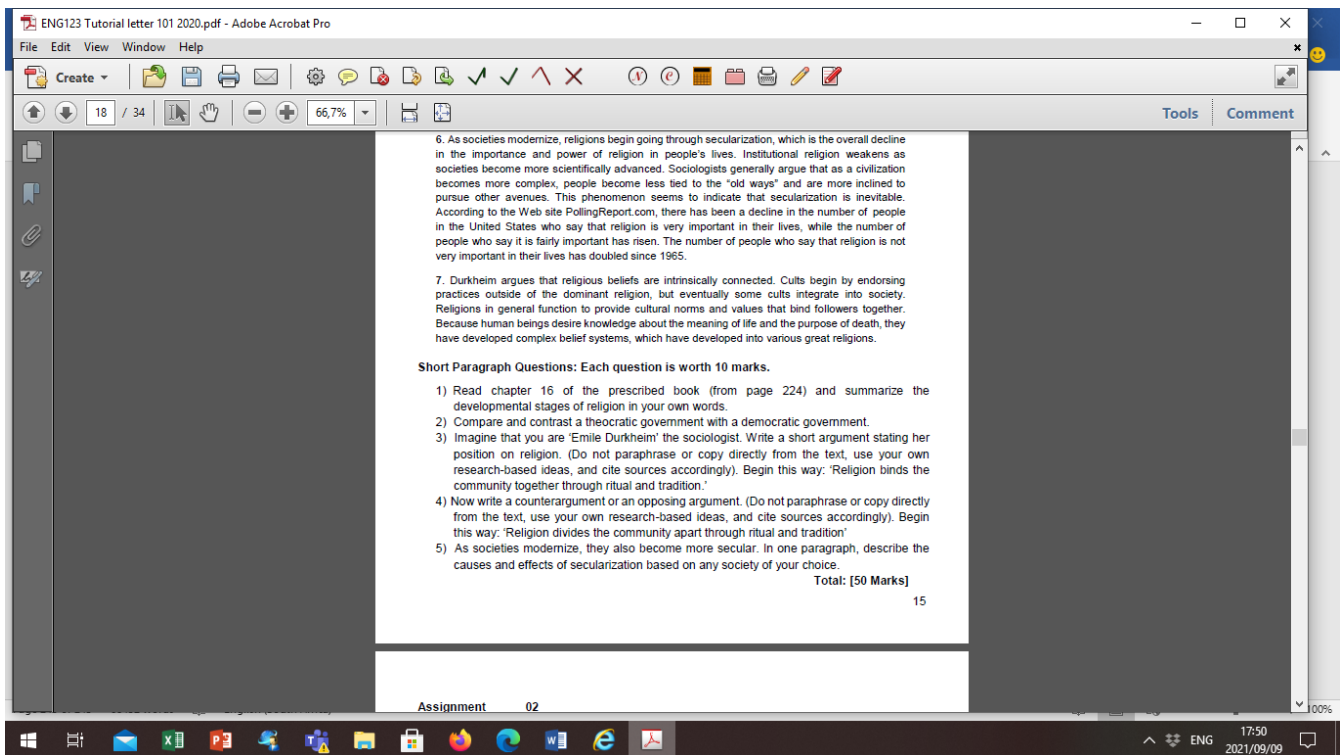 ENG123 Tutorial letter 101 2020.pdf - Adobe Acrobat Pro
File Edit View Window Help
Create
18 / 34
66,7%
Tools
Comment
6. As societies modernize, religions begin going through secularization, which is the overall decline
in the importance and power of religion in people's lives. Institutional religion weakens as
societies become more scientifically advanced. Sociologists generally argue that as a civilization
becomes more complex, people become less tied to the "old ways" and are more inclined to
pursue other avenues. This phenomenon seems to indicate that secularization is inevitable.
According to the Web site PollingReport.com, there has been a decline in the number of people
in the United States who say that religion is very important in their lives, while the number of
people who say it is fairly important has risen. The number of people who say that religion is not
very important in their lives has doubled since 1965.
7. Durkheim argues that religious beliefs are intrinsically connected. Cults begin by endorsing
practices outside of the dominant religion, but eventually some cults integrate into society.
Religions in general function to provide cultural norms and values that bind followers together.
Because human beings desire knowledge about the meaning of life and the purpose of death, they
have developed complex belief systems, which have developed into various great religions.
Short Paragraph Questions: Each question is worth 10 marks.
1) Read chapter 16 of the prescribed book (from page 224) and summarize the
developmental stages of religion in your own words.
2) Compare and contrast a theocratic government with a democratic government.
3) Imagine that you are 'Emile Durkheim' the sociologist. Write a short argument stating her
position on religion. (Do not paraphrase or copy directly from the text, use your own
research-based ideas, and cite sources accordingly). Begin this way: 'Religion binds the
community together through ritual and tradition.'
4) Now write a counterargument or an opposing argument. (Do not paraphrase or copy directly
from the text, use your own research-based ideas, and cite sources accordingly). Begin
this way: 'Religion divides the community apart through ritual and tradition'
5) As societies modernize, they also become more secular. In one paragraph, describe the
causes and effects of secularization based on any society of your choice.
Total: [50 Marks]
15
Assignment 02
100%
ENG
17:50
2021/09/09